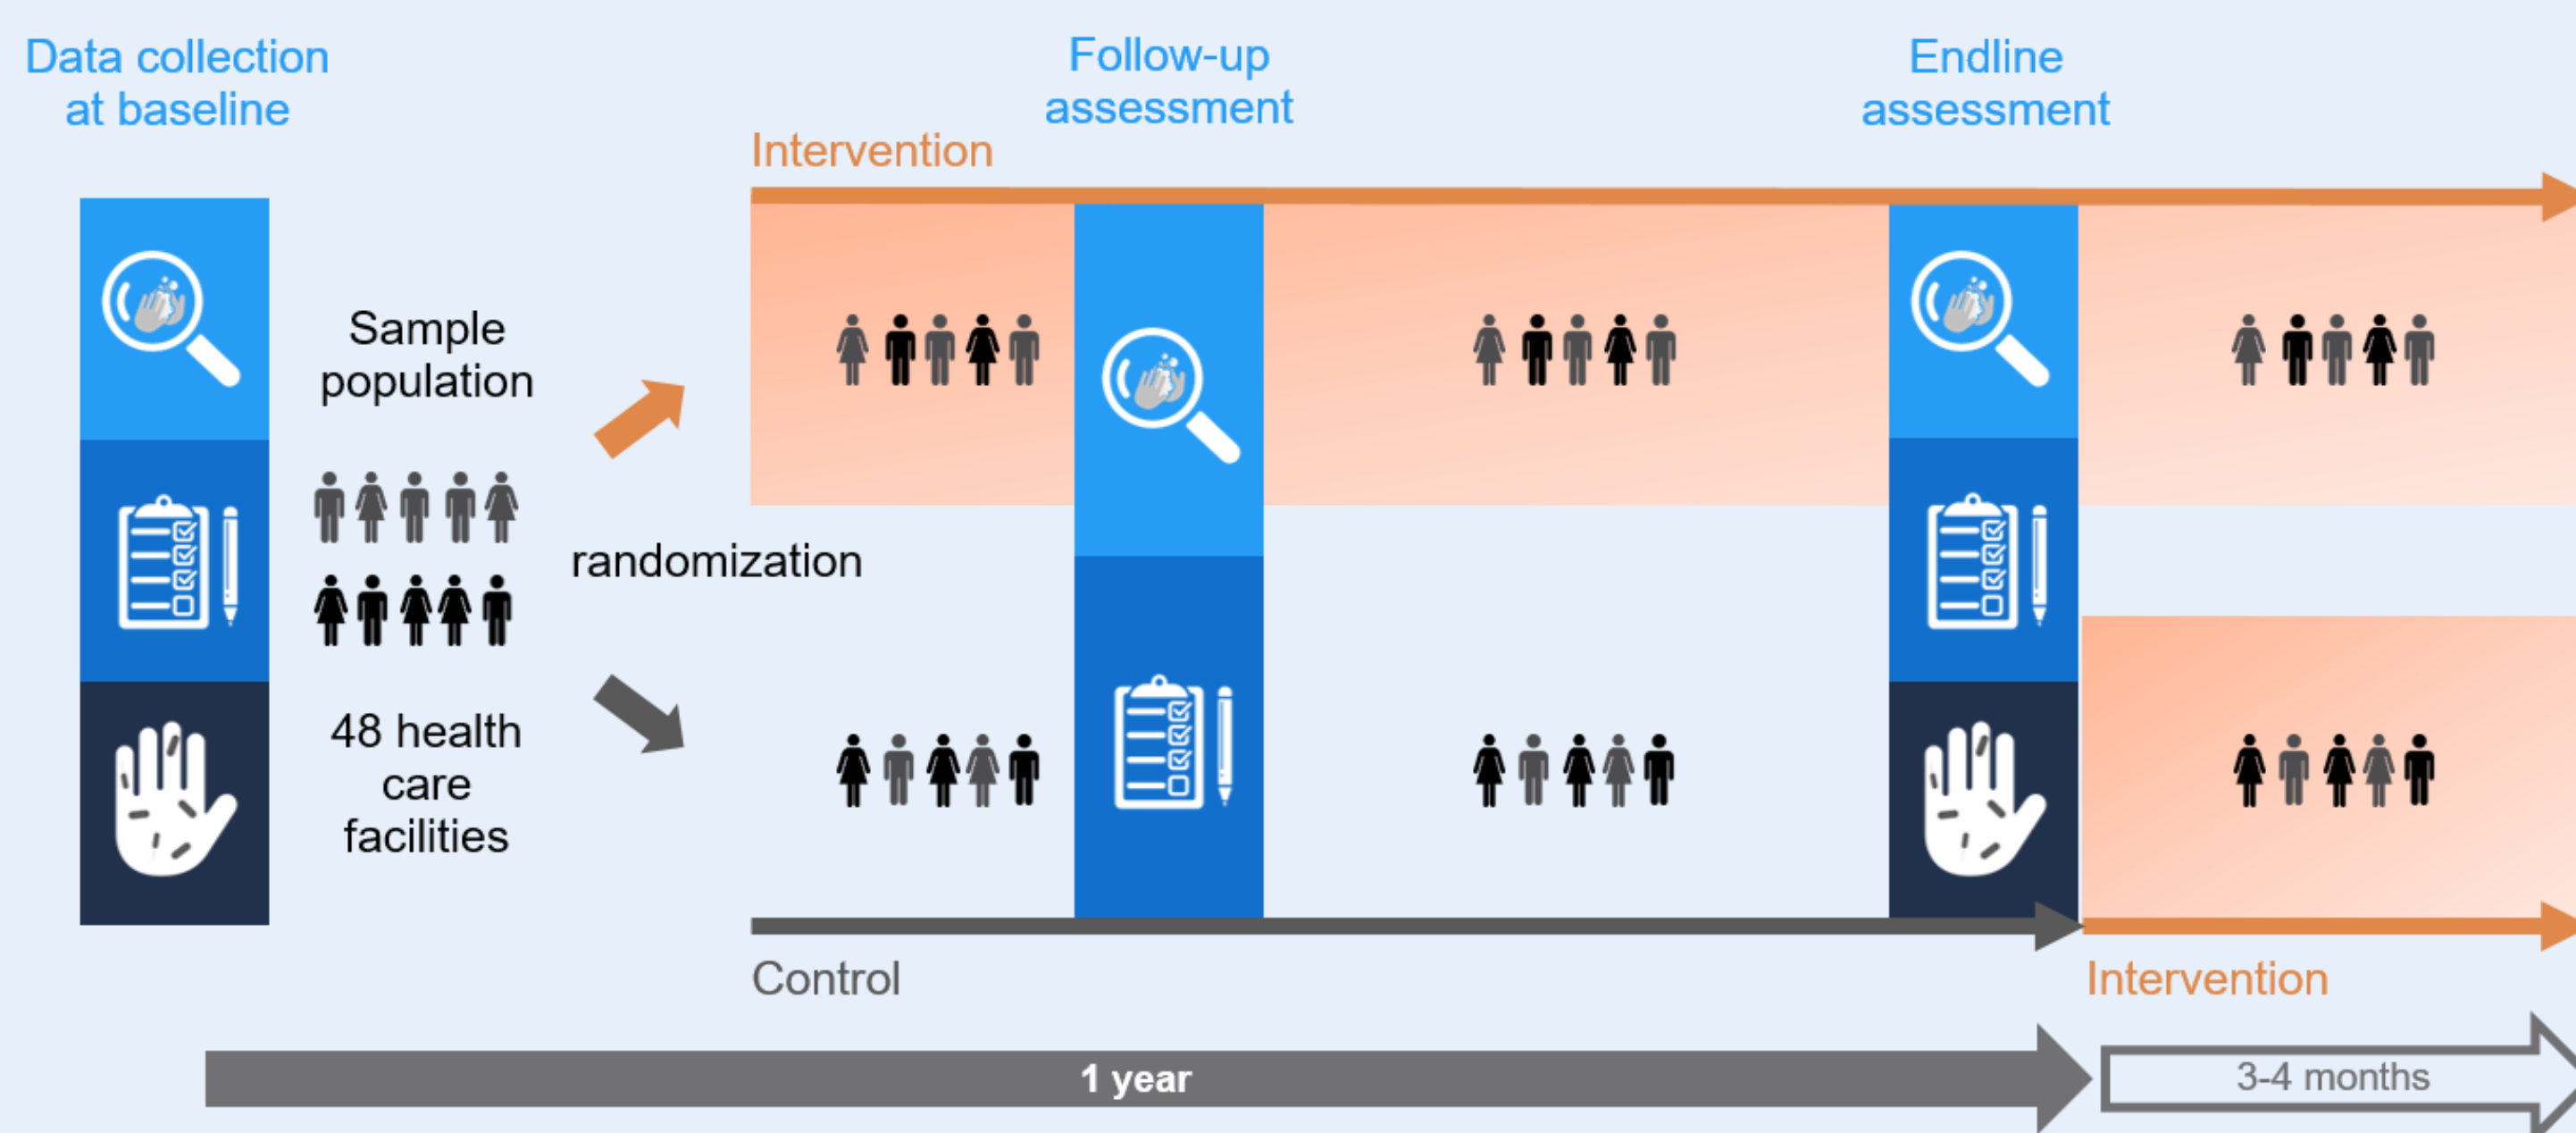 Data collection
at baseline
Follow-up
assessment
Endline
assessment
Intervention
Sample
population
randomization
48 health
care
facilities
Control
Intervention
1 year
3-4 months